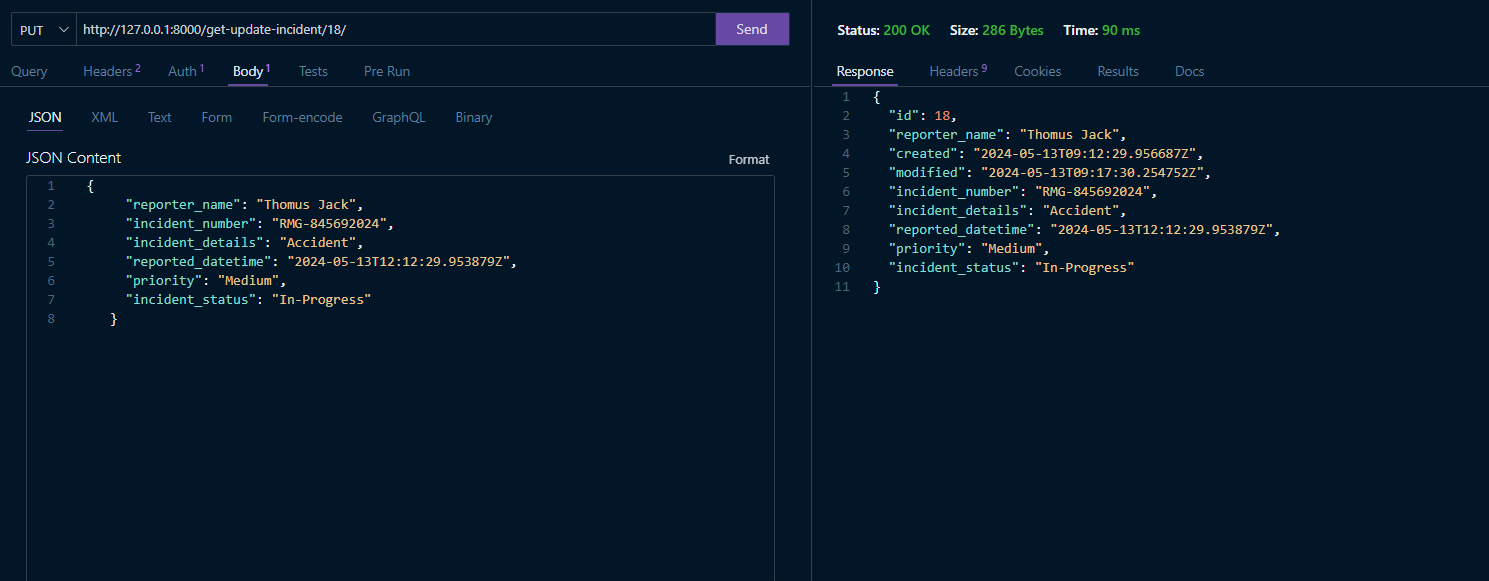 PUT http://127.0.0.1:8000/get-update-incident/18/ Send
Query Headers 2 Auth 1 Body 1 Tests Pre Run
JSON XML Text Form Form-encode GraphQL Binary
JSON Content Format
1 {
2 "reporter_name": "Thomus Jack",
3 "incident_number": "RMG-845692024",
4 "incident_details": "Accident",
5 "reported_datetime": "2024-05-13T12:12:29.953879Z",
6 "priority": "Medium",
7 "incident_status": "In-Progress"
8 }
Status: 200 OK Size: 286 Bytes Time: 90 ms
Response Headers 9 Cookies Results Docs
1 {
2 "id": 18,
3 "reporter_name": "Thomus Jack",
4 "created": "2024-05-13T09:12:29.956687Z",
5 "modified": "2024-05-13T09:17:30.254752Z",
6 "incident_number": "RMG-845692024",
7 "incident_details": "Accident",
8 "reported_datetime": "2024-05-13T12:12:29.953879Z",
9 "priority": "Medium",
10 "incident_status": "In-Progress"
11 }